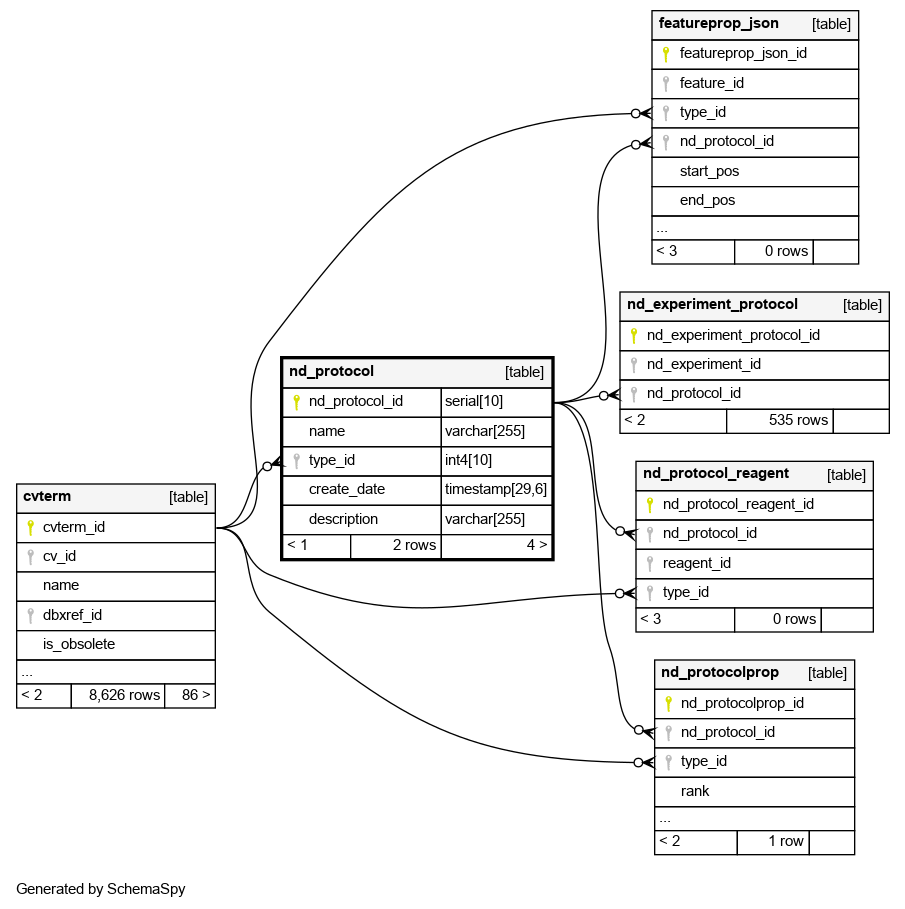 featureprop_json [table]
featureprop_json_id
feature_id
type_id
nd_protocol_id
start_pos
end_pos
...
< 3 0 rows
nd_experiment_protocol [table]
nd_experiment_protocol_id
nd_experiment_id
nd_protocol_id
< 2 535 rows
nd_protocol [table]
nd_protocol_id serial[10]
name varchar[255]
type_id int4[10]
create_date timestamp[29,6]
description varchar[255]
< 1 2 rows 4 >
nd_protocol_reagent [table]
nd_protocol_reagent_id
nd_protocol_id
reagent_id
type_id
< 3 0 rows
cvterm [table]
cvterm_id
cv_id
name
dbxref_id
is_obsolete
...
< 2 8,626 rows 86 >
nd_protocolprop [table]
nd_protocolprop_id
nd_protocol_id
type_id
rank
...
< 2 1 row
Generated by SchemaSpy